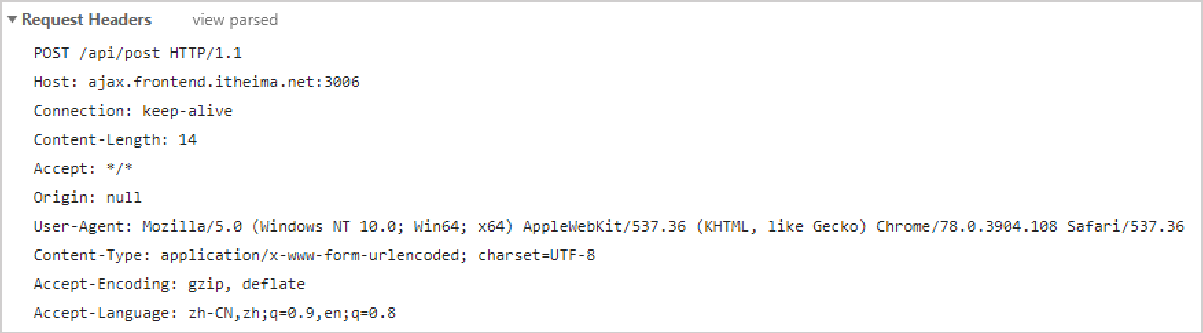 Request Headers view parsed
POST /api/post HTTP/1.1
Host: ajax.frontend.itheima.net:3006
Connection: keep-alive
Content-Length: 14
Accept: */*
Origin: null
User-Agent: Mozilla/5.0 (Windows NT 10.0; Win64; x64) AppleWebKit/537.36 (KHTML, like Gecko) Chrome/78.0.3904.108 Safari/537.36
Content-Type: application/x-www-form-urlencoded; charset=UTF-8
Accept-Encoding: gzip, deflate
Accept-Language: zh-CN,zh;q=0.9,en;q=0.8